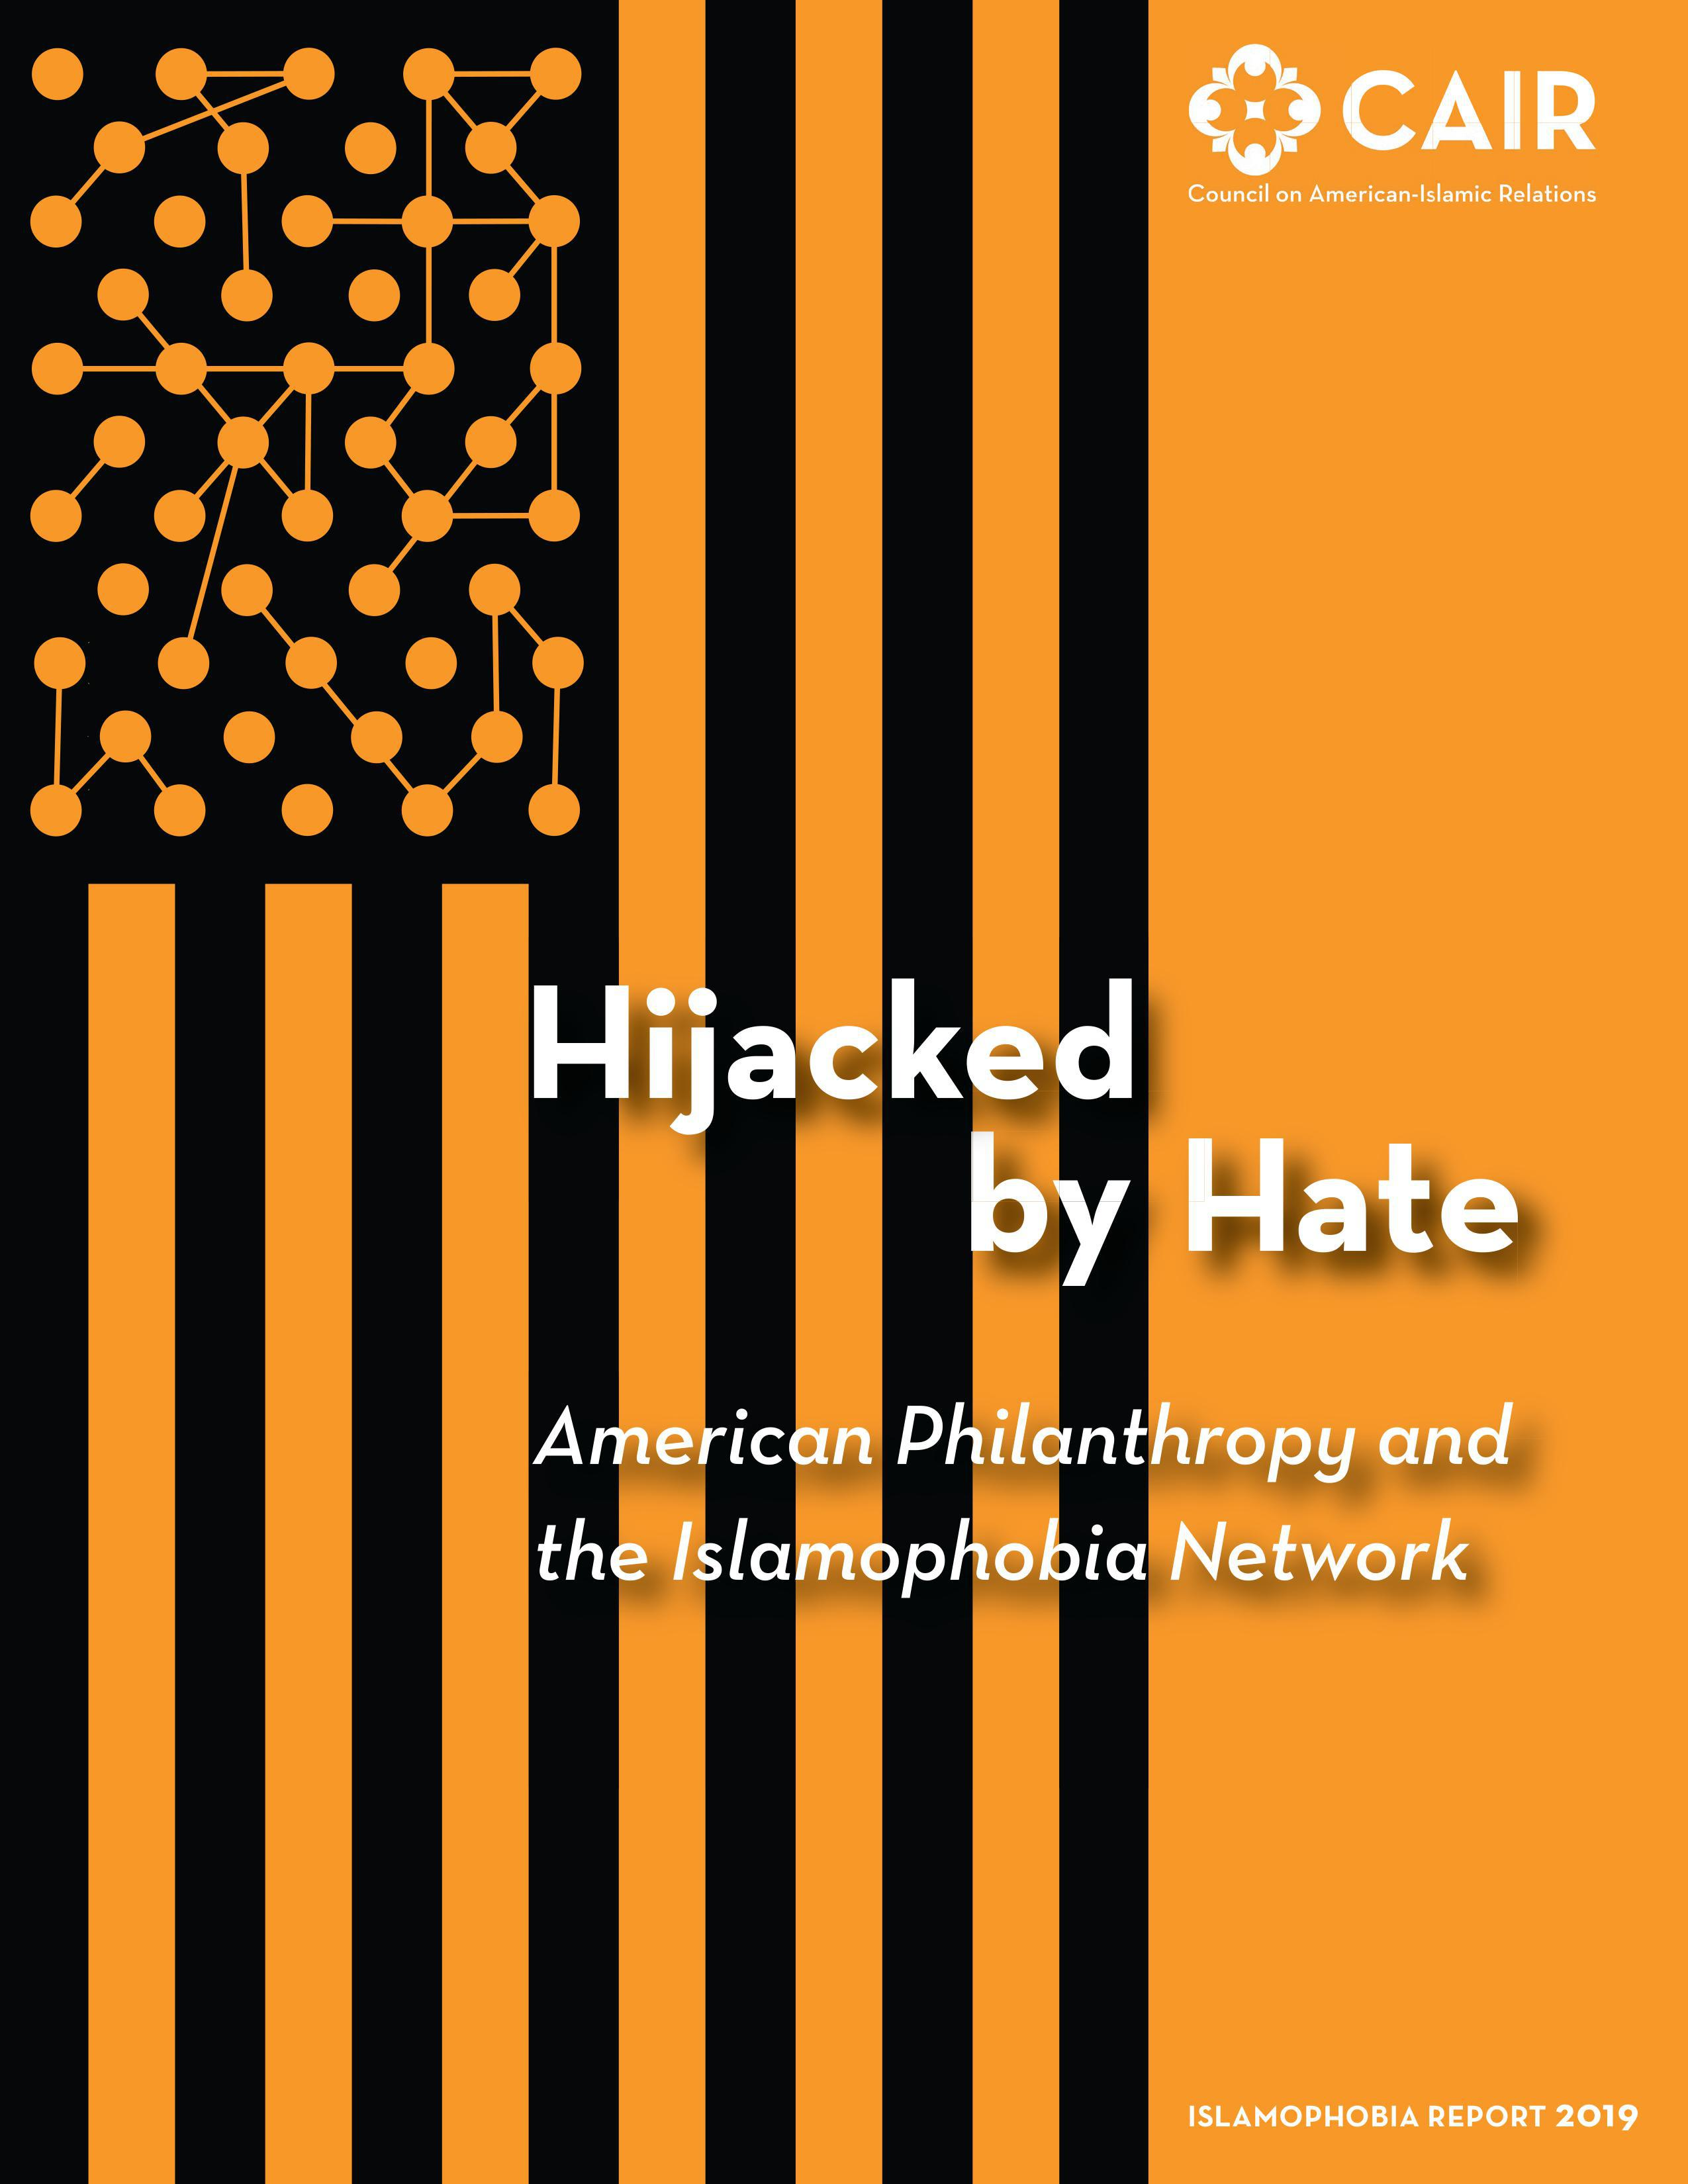 CAIR
Council on American-Islamic Relations
Hijacked
by Hate
American Philanthropy and
the Islamophobia Network
ISLAMOPHOBIA REPORT 2019